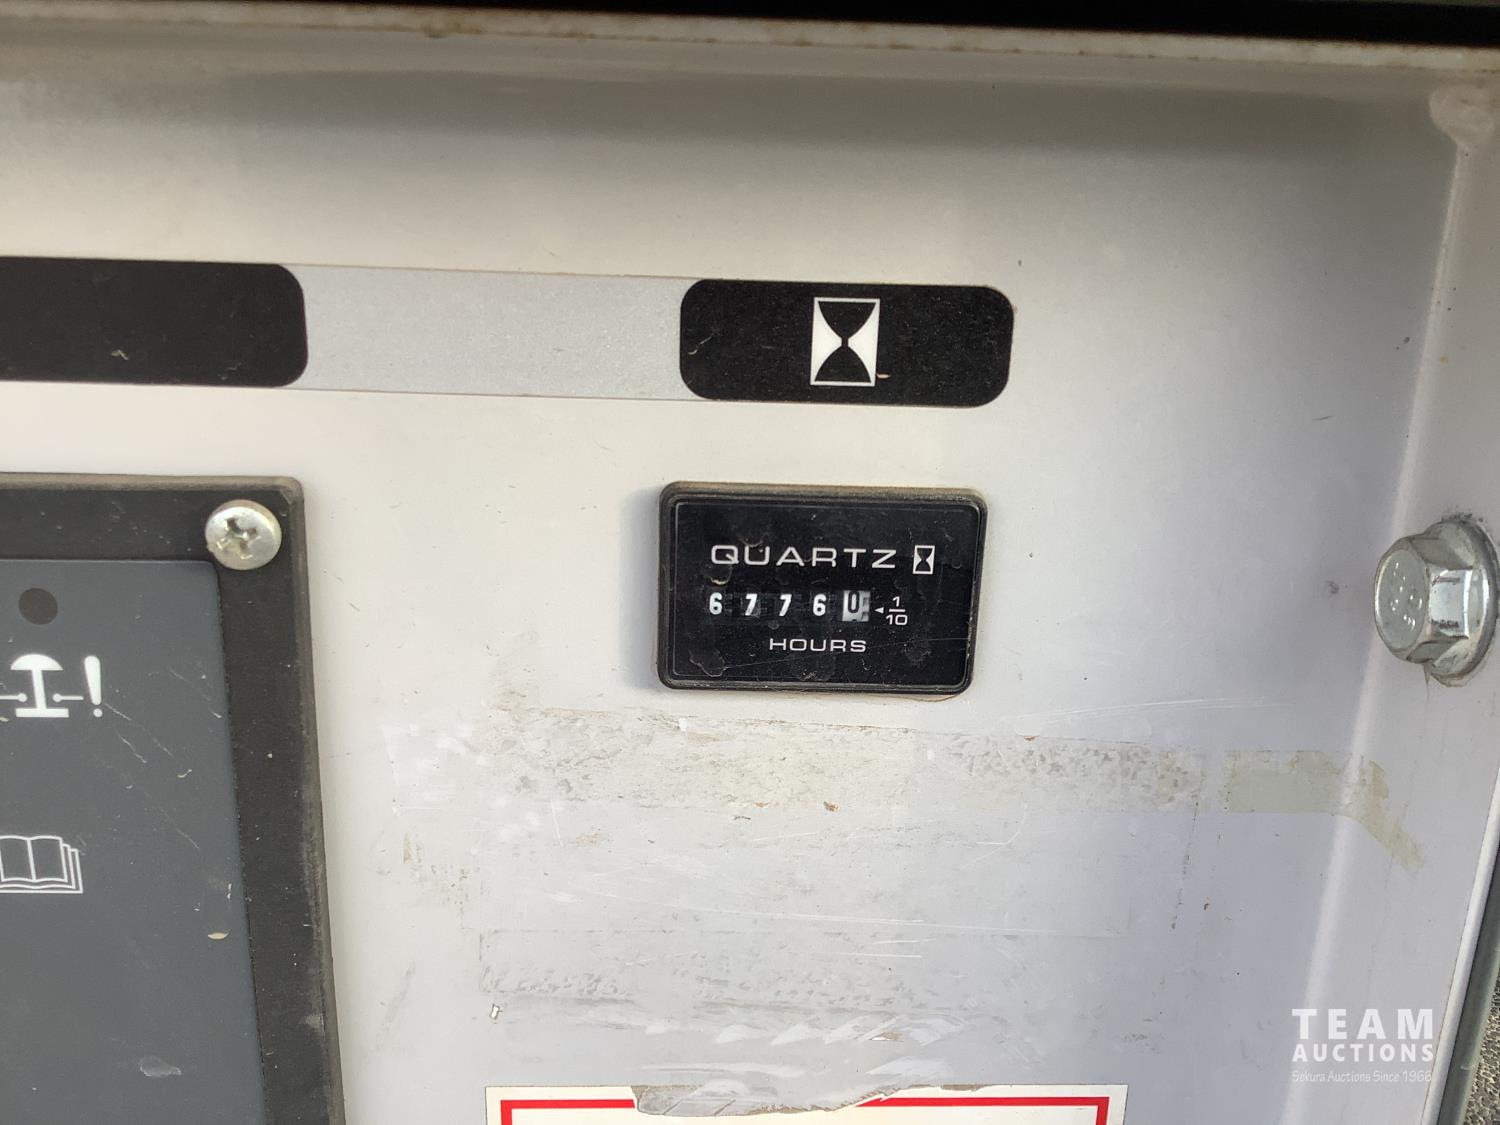 QUARTZ
6 7 7 6 0 1/10
HOURS
!
TEAM
AUCTIONS
Sekura Auctions Since 1966